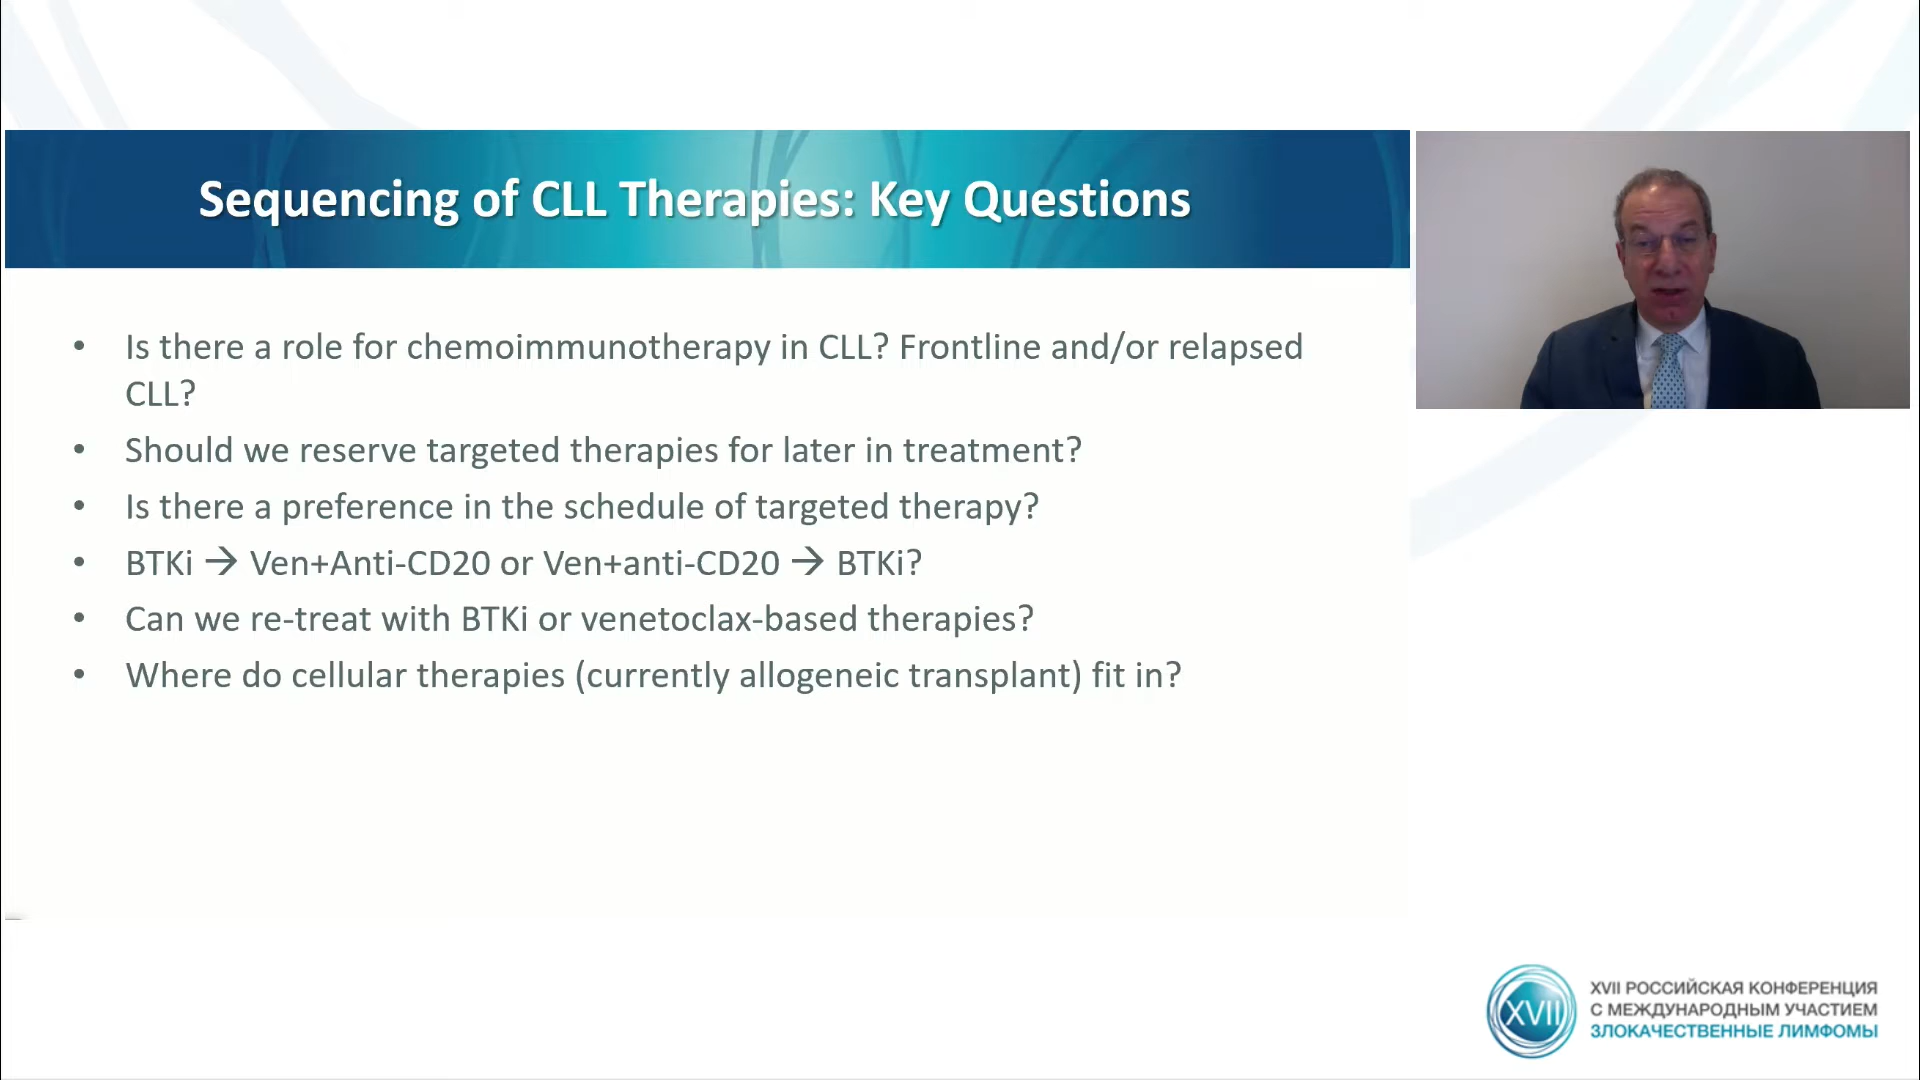 Sequencing of CLL Therapies: Key Questions
• Is there a role for chemoimmunotherapy in CLL? Frontline and/or relapsed
CLL?
• Should we reserve targeted therapies for later in treatment?
• Is there a preference in the schedule of targeted therapy?
• BTKi → Ven+Anti-CD20 or Ven+anti-CD20 → BTKi?
• Can we re-treat with BTKi or venetoclax-based therapies?
• Where do cellular therapies (currently allogeneic transplant) fit in?
XVII
XVII РОССИЙСКАЯ КОНФЕРЕНЦИЯ
С МЕЖДУНАРОДНЫМ УЧАСТИЕМ
ЗЛОКАЧЕСТВЕННЫЕ ЛИМФОМЫ